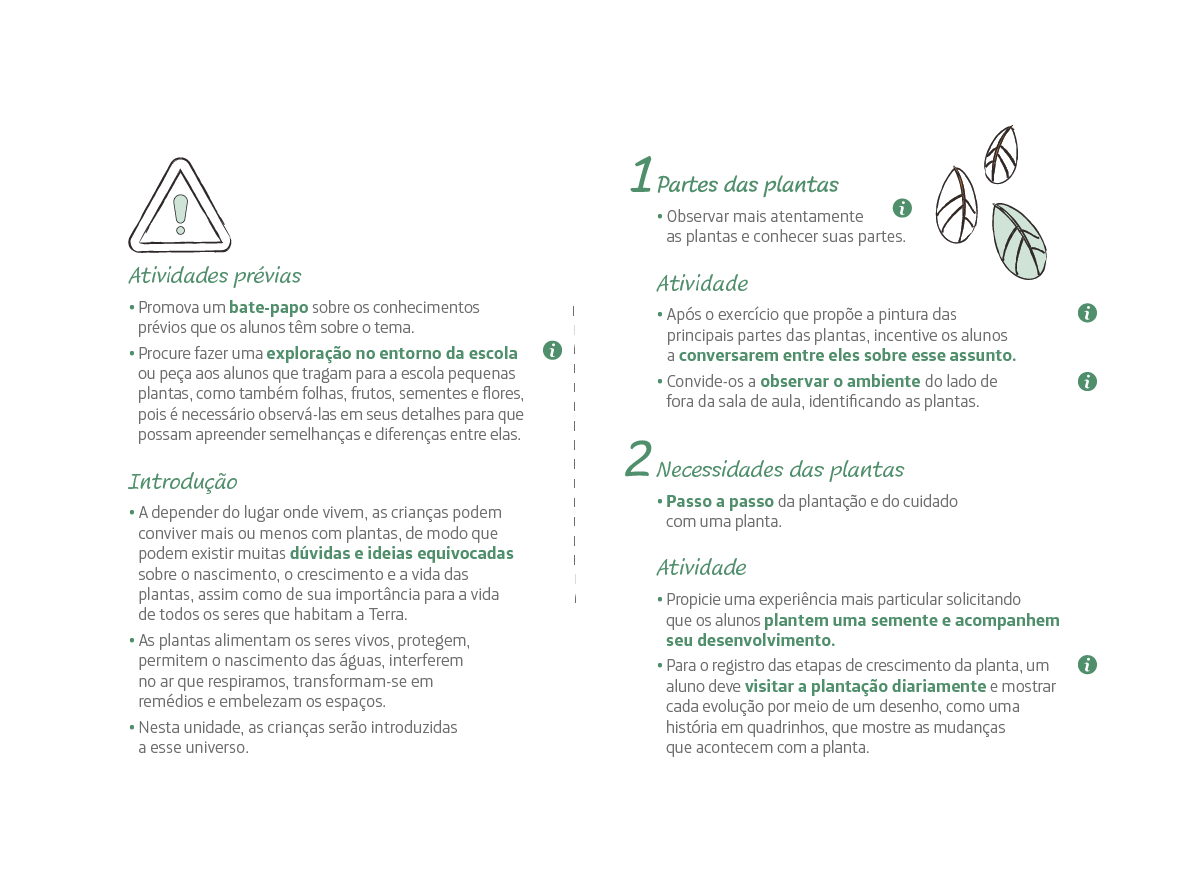 Atividades prévias
• Promova um bate-papo sobre os conhecimentos
prévios que os alunos têm sobre o tema.
• Procure fazer uma exploração no entorno da escola
ou peça aos alunos que tragam para a escola pequenas
plantas, como também folhas, frutos, sementes e flores,
pois é necessário observá-las em seus detalhes para que
possam apreender semelhanças e diferenças entre elas.
i
Introdução
• A depender do lugar onde vivem, as crianças podem
conviver mais ou menos com plantas, de modo que
podem existir muitas dúvidas e ideias equivocadas
sobre o nascimento, o crescimento e a vida das
plantas, assim como de sua importância para a vida
de todos os seres que habitam a Terra.
• As plantas alimentam os seres vivos, protegem,
permitem o nascimento das águas, interferem
no ar que respiramos, transformam-se em
remédios e embelezam os espaços.
• Nesta unidade, as crianças serão introduzidas
a esse universo.
1 Partes das plantas
• Observar mais atentamente
as plantas e conhecer suas partes.
i
Atividade
• Após o exercício que propõe a pintura das
principais partes das plantas, incentive os alunos
a conversarem entre eles sobre esse assunto.
i
• Convide-os a observar o ambiente do lado de
fora da sala de aula, identificando as plantas.
i
2 Necessidades das plantas
• Passo a passo da plantação e do cuidado
com uma planta.
Atividade
• Propicie uma experiência mais particular solicitando
que os alunos plantem uma semente e acompanhem
seu desenvolvimento.
• Para o registro das etapas de crescimento da planta, um
aluno deve visitar a plantação diariamente e mostrar
cada evolução por meio de um desenho, como uma
história em quadrinhos, que mostre as mudanças
que acontecem com a planta.
i